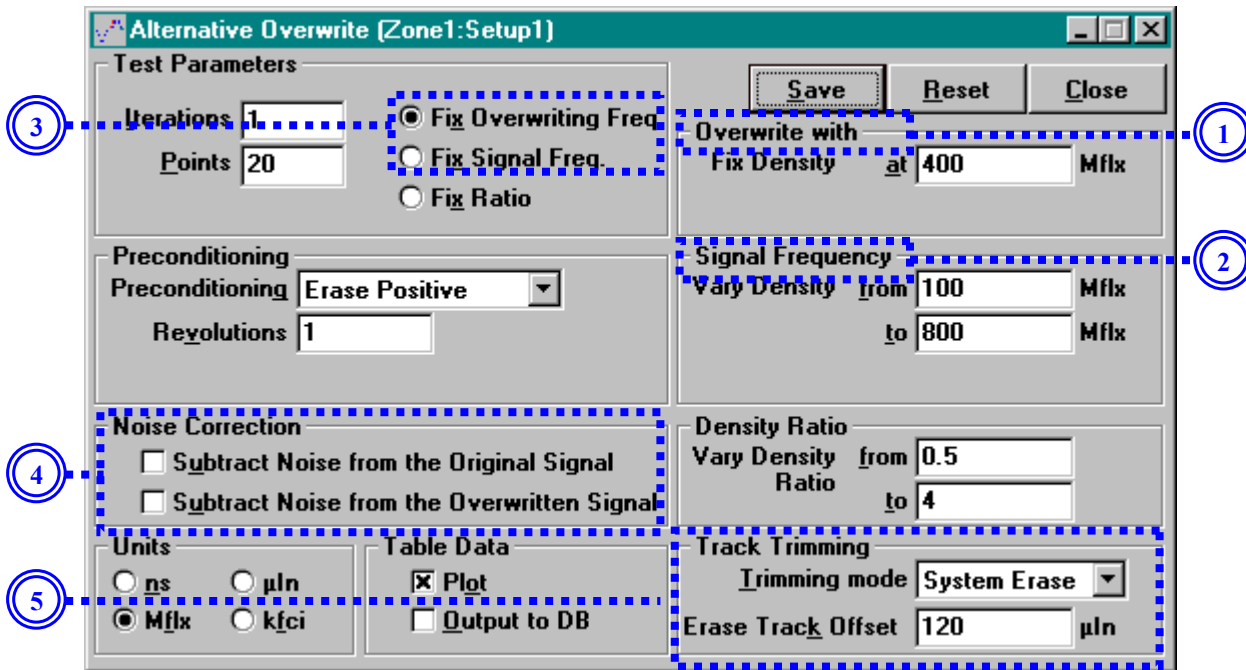 Alternative Overwrite (Zone1:Setup1)
Test Parameters
Iterations 1
Points 20
Fix Overwriting Freq
Fix Signal Freq.
Fix Ratio
Save Reset Close
Overwrite with
Fix Density at 400 Mflx
Preconditioning
Preconditioning Erase Positive
Revolutions 1
Signal Frequency
Vary Density from 100 Mflx
to 800 Mflx
Noise Correction
Subtract Noise from the Original Signal
Subtract Noise from the Overwritten Signal
Density Ratio
Vary Density Ratio from 0.5
to 4
Units
ns µIn
Mflx kfci
Table Data
Plot
Output to DB
Track Trimming
Trimming mode System Erase
Erase Track Offset 120 µIn
1
2
3
4
5